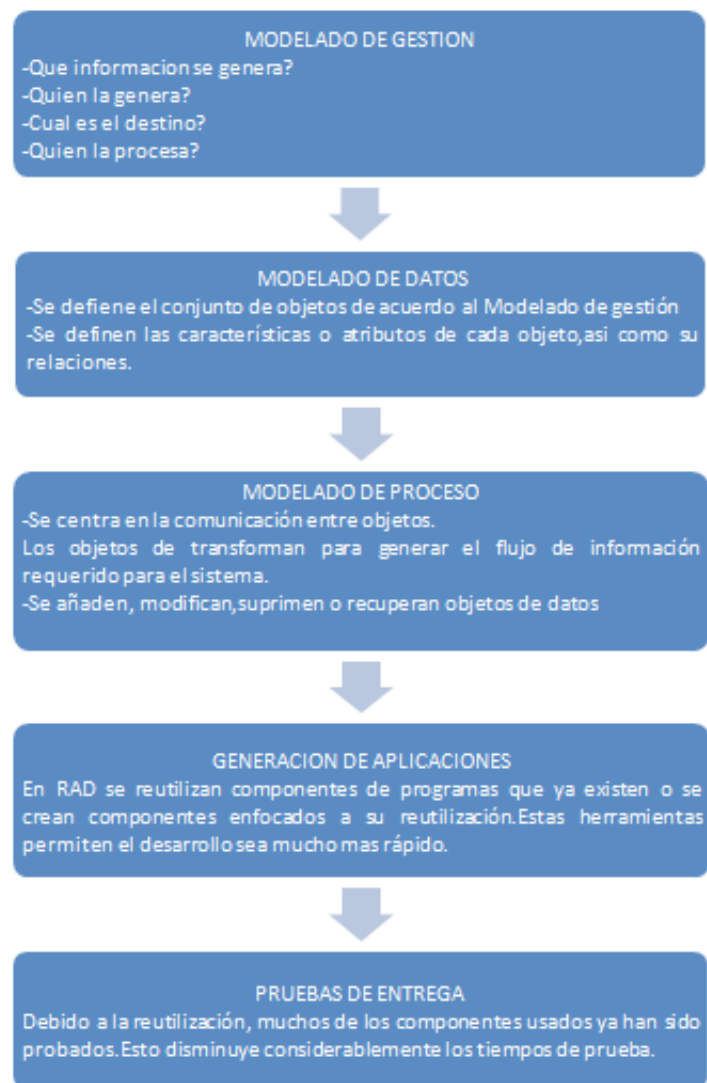 MODELADO DE GESTION
-Que informacion se genera?
-Quien la genera?
-Cual es el destino?
-Quien la procesa?
MODELADO DE DATOS
-Se defiene el conjunto de objetos de acuerdo al Modelado de gestión
-Se definen las características o atributos de cada objeto,asi como su
relaciones.
MODELADO DE PROCESO
-Se centra en la comunicación entre objetos.
Los objetos de transforman para generar el flujo de información
requerido para el sistema.
-Se añaden, modifican,suprimen o recuperan objetos de datos
GENERACION DE APLICACIONES
En RAD se reutilizan componentes de programas que ya existen o se
crean componentes enfocados a su reutilización.Estas herramientas
permiten el desarrollo sea mucho mas rápido.
PRUEBAS DE ENTREGA
Debido a la reutilización, muchos de los componentes usados ya han sido
probados.Esto disminuye considerablemente los tiempos de prueba.